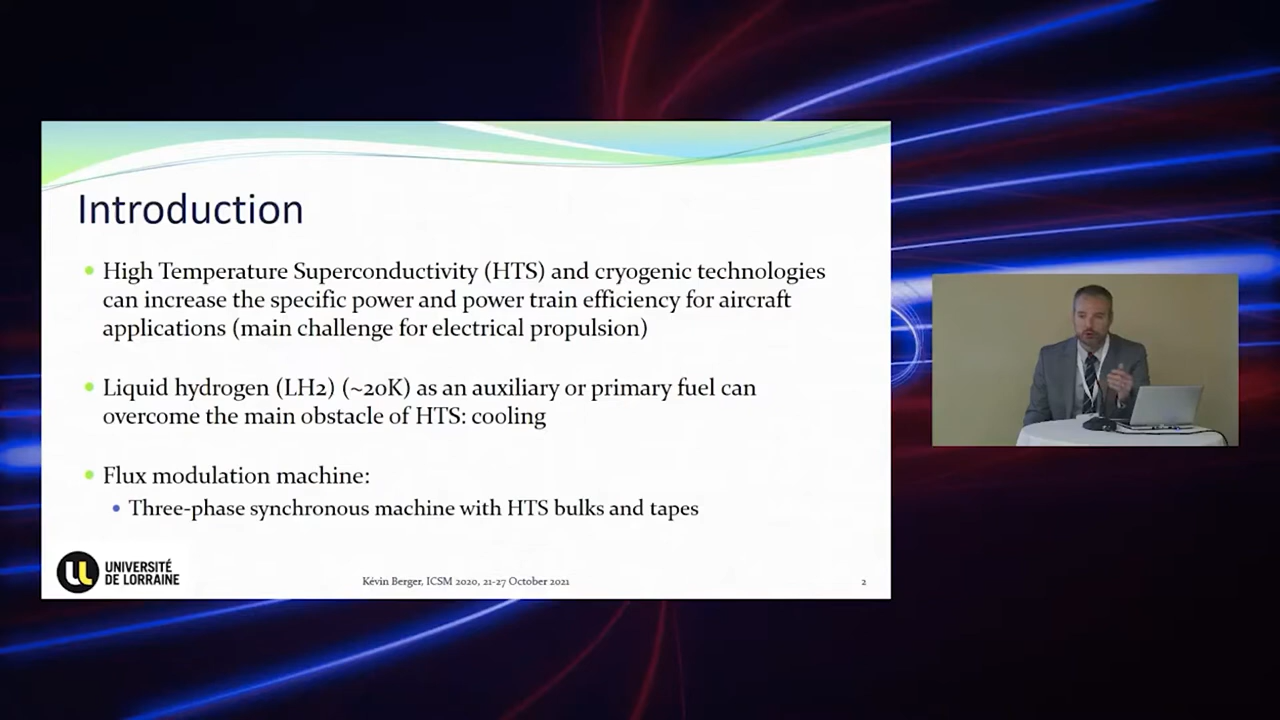 Introduction
High Temperature Superconductivity (HTS) and cryogenic technologies
can increase the specific power and power train efficiency for aircraft
applications (main challenge for electrical propulsion)
Liquid hydrogen (LH2) (~20K) as an auxiliary or primary fuel can
overcome the main obstacle of HTS: cooling
Flux modulation machine:
Three-phase synchronous machine with HTS bulks and tapes
UNIVERSITÉ
DE LORRAINE
Kévin Berger, ICSM 2020, 21-27 October 2021
2